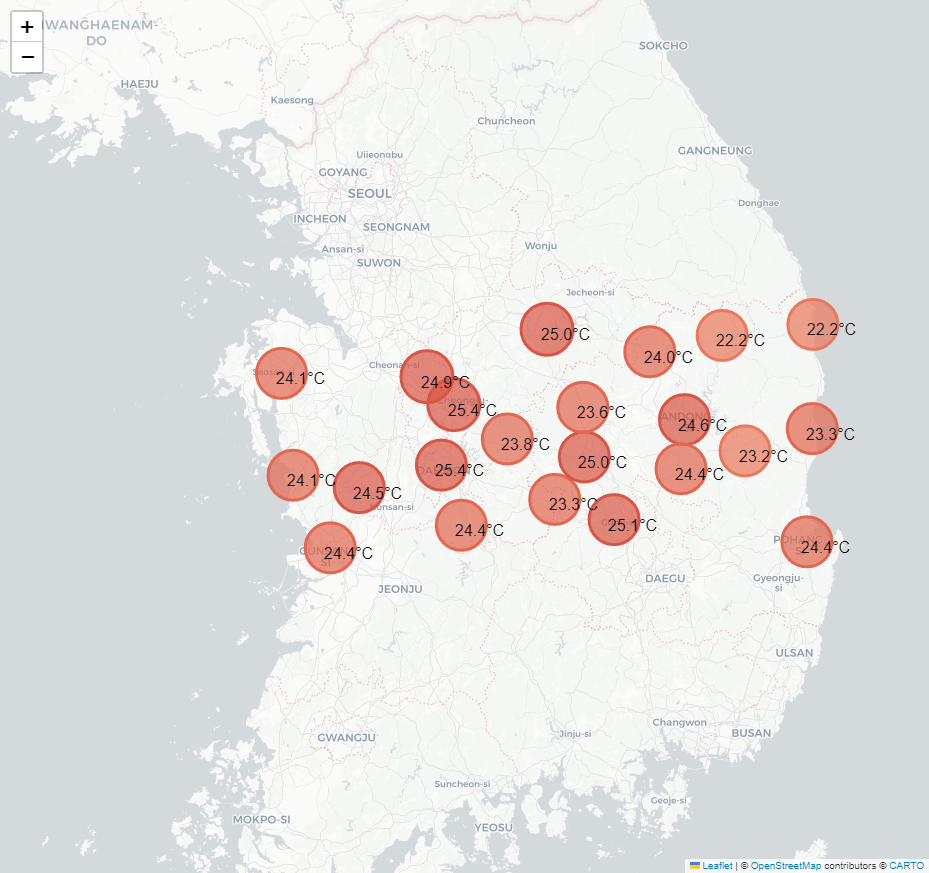 +
−
WANGHAENAM-
DO
SOKCHO
HAEJU
Kaesong
Chuncheon
GANGNEUNG
Uijeongbu
GOYANG
SEOUL
Donghae
INCHEON
SEONGNAM
Ansan-si
Wonju
SUWON
Jecheon-si
22.2°C
25.0°C
22.2°C
24.0°C
Cheonan-si
24.1°C
24.9°C
25.4°C
23.6°C
ANDONG
24.6°C
23.3°C
23.8°C
23.2°C
25.0°C
25.4°C
24.4°C
24.1°C
24.5°C
Nonsan-si
23.3°C
25.1°C
24.4°C
POHANG
24.4°C
24.4°C
DAEGU
Gyeongju-
si
JEONJU
ULSAN
Changwon
BUSAN
GWANGJU
Jinju-si
Suncheon-si
Geoje-si
MOKPO-SI
YEOSU
Leaflet | © OpenStreetMap contributors © CARTO